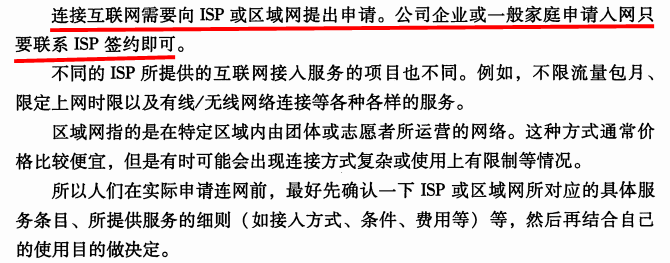 连接互联网需要向 ISP 或区域网提出申请。公司企业或一般家庭申请入网只
要联系 ISP 签约即可。
不同的 ISP 所提供的互联网接入服务的项目也不同。例如，不限流量包月、
限定上网时限以及有线/无线网络连接等各种各样的服务。
区域网指的是在特定区域内由团体或志愿者所运营的网络。这种方式通常价
格比较便宜，但是有时可能会出现连接方式复杂或使用上有限制等情况。
所以人们在实际申请连网前，最好先确认一下 ISP 或区域网所对应的具体服
务条目、所提供服务的细则（如接入方式、条件、费用等）等，然后再结合自己
的使用目的做决定。